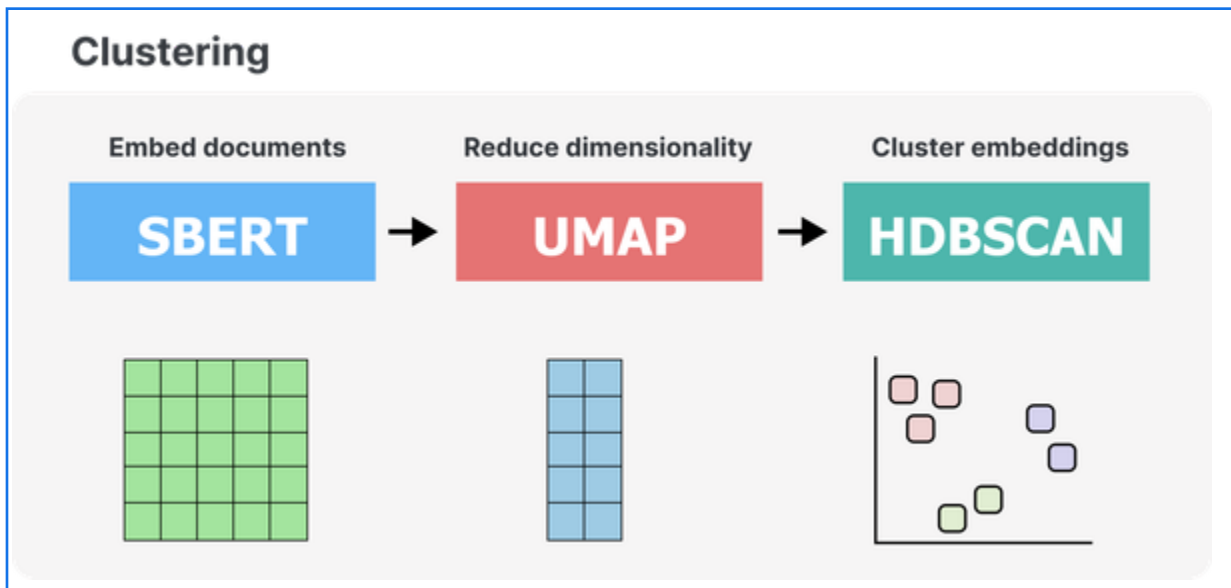 Clustering
Embed documents
Reduce dimensionality
Cluster embeddings
SBERT
UMAP
HDBSCAN